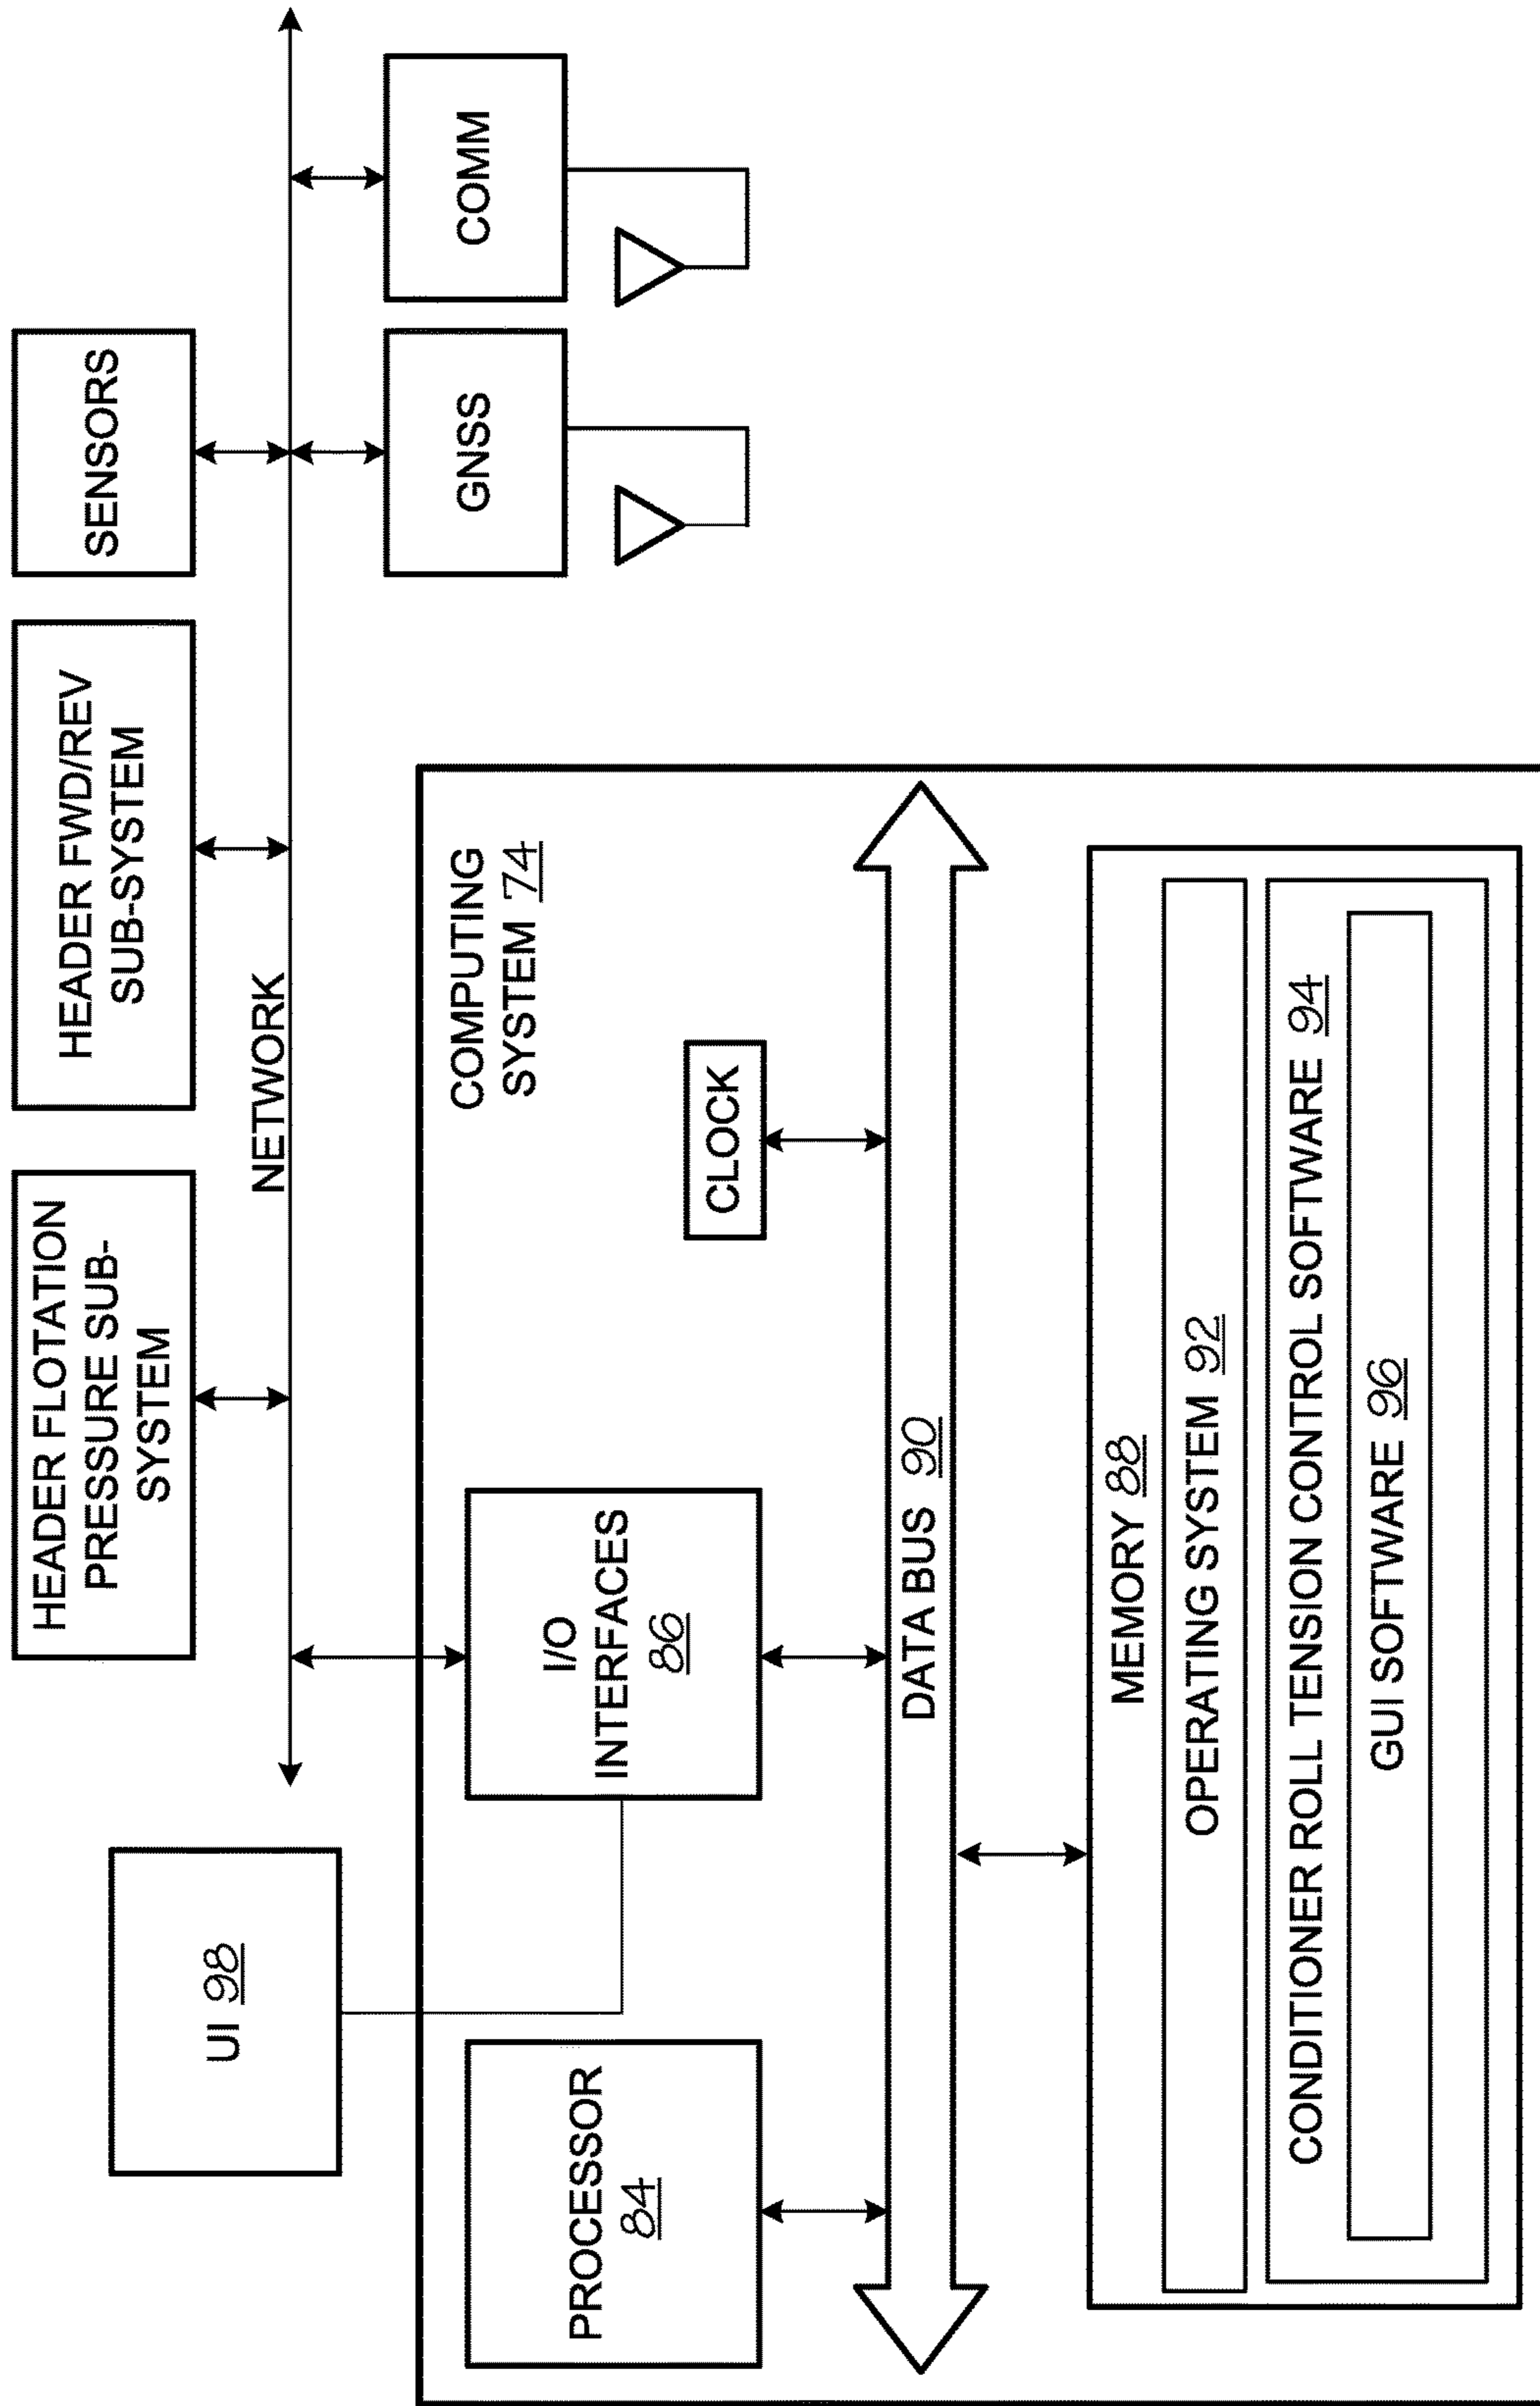 HEADER FLOTATION
PRESSURE SUB-
SYSTEM
HEADER FWD/REV
SUB-SYSTEM
SENSORS
NETWORK
UI 98
GNSS
COMM
COMPUTING
SYSTEM 74
PROCESSOR
84
I/O
INTERFACES
86
CLOCK
DATA BUS 90
MEMORY 88
OPERATING SYSTEM 92
CONDITIONER ROLL TENSION CONTROL SOFTWARE 94
GUI SOFTWARE 96